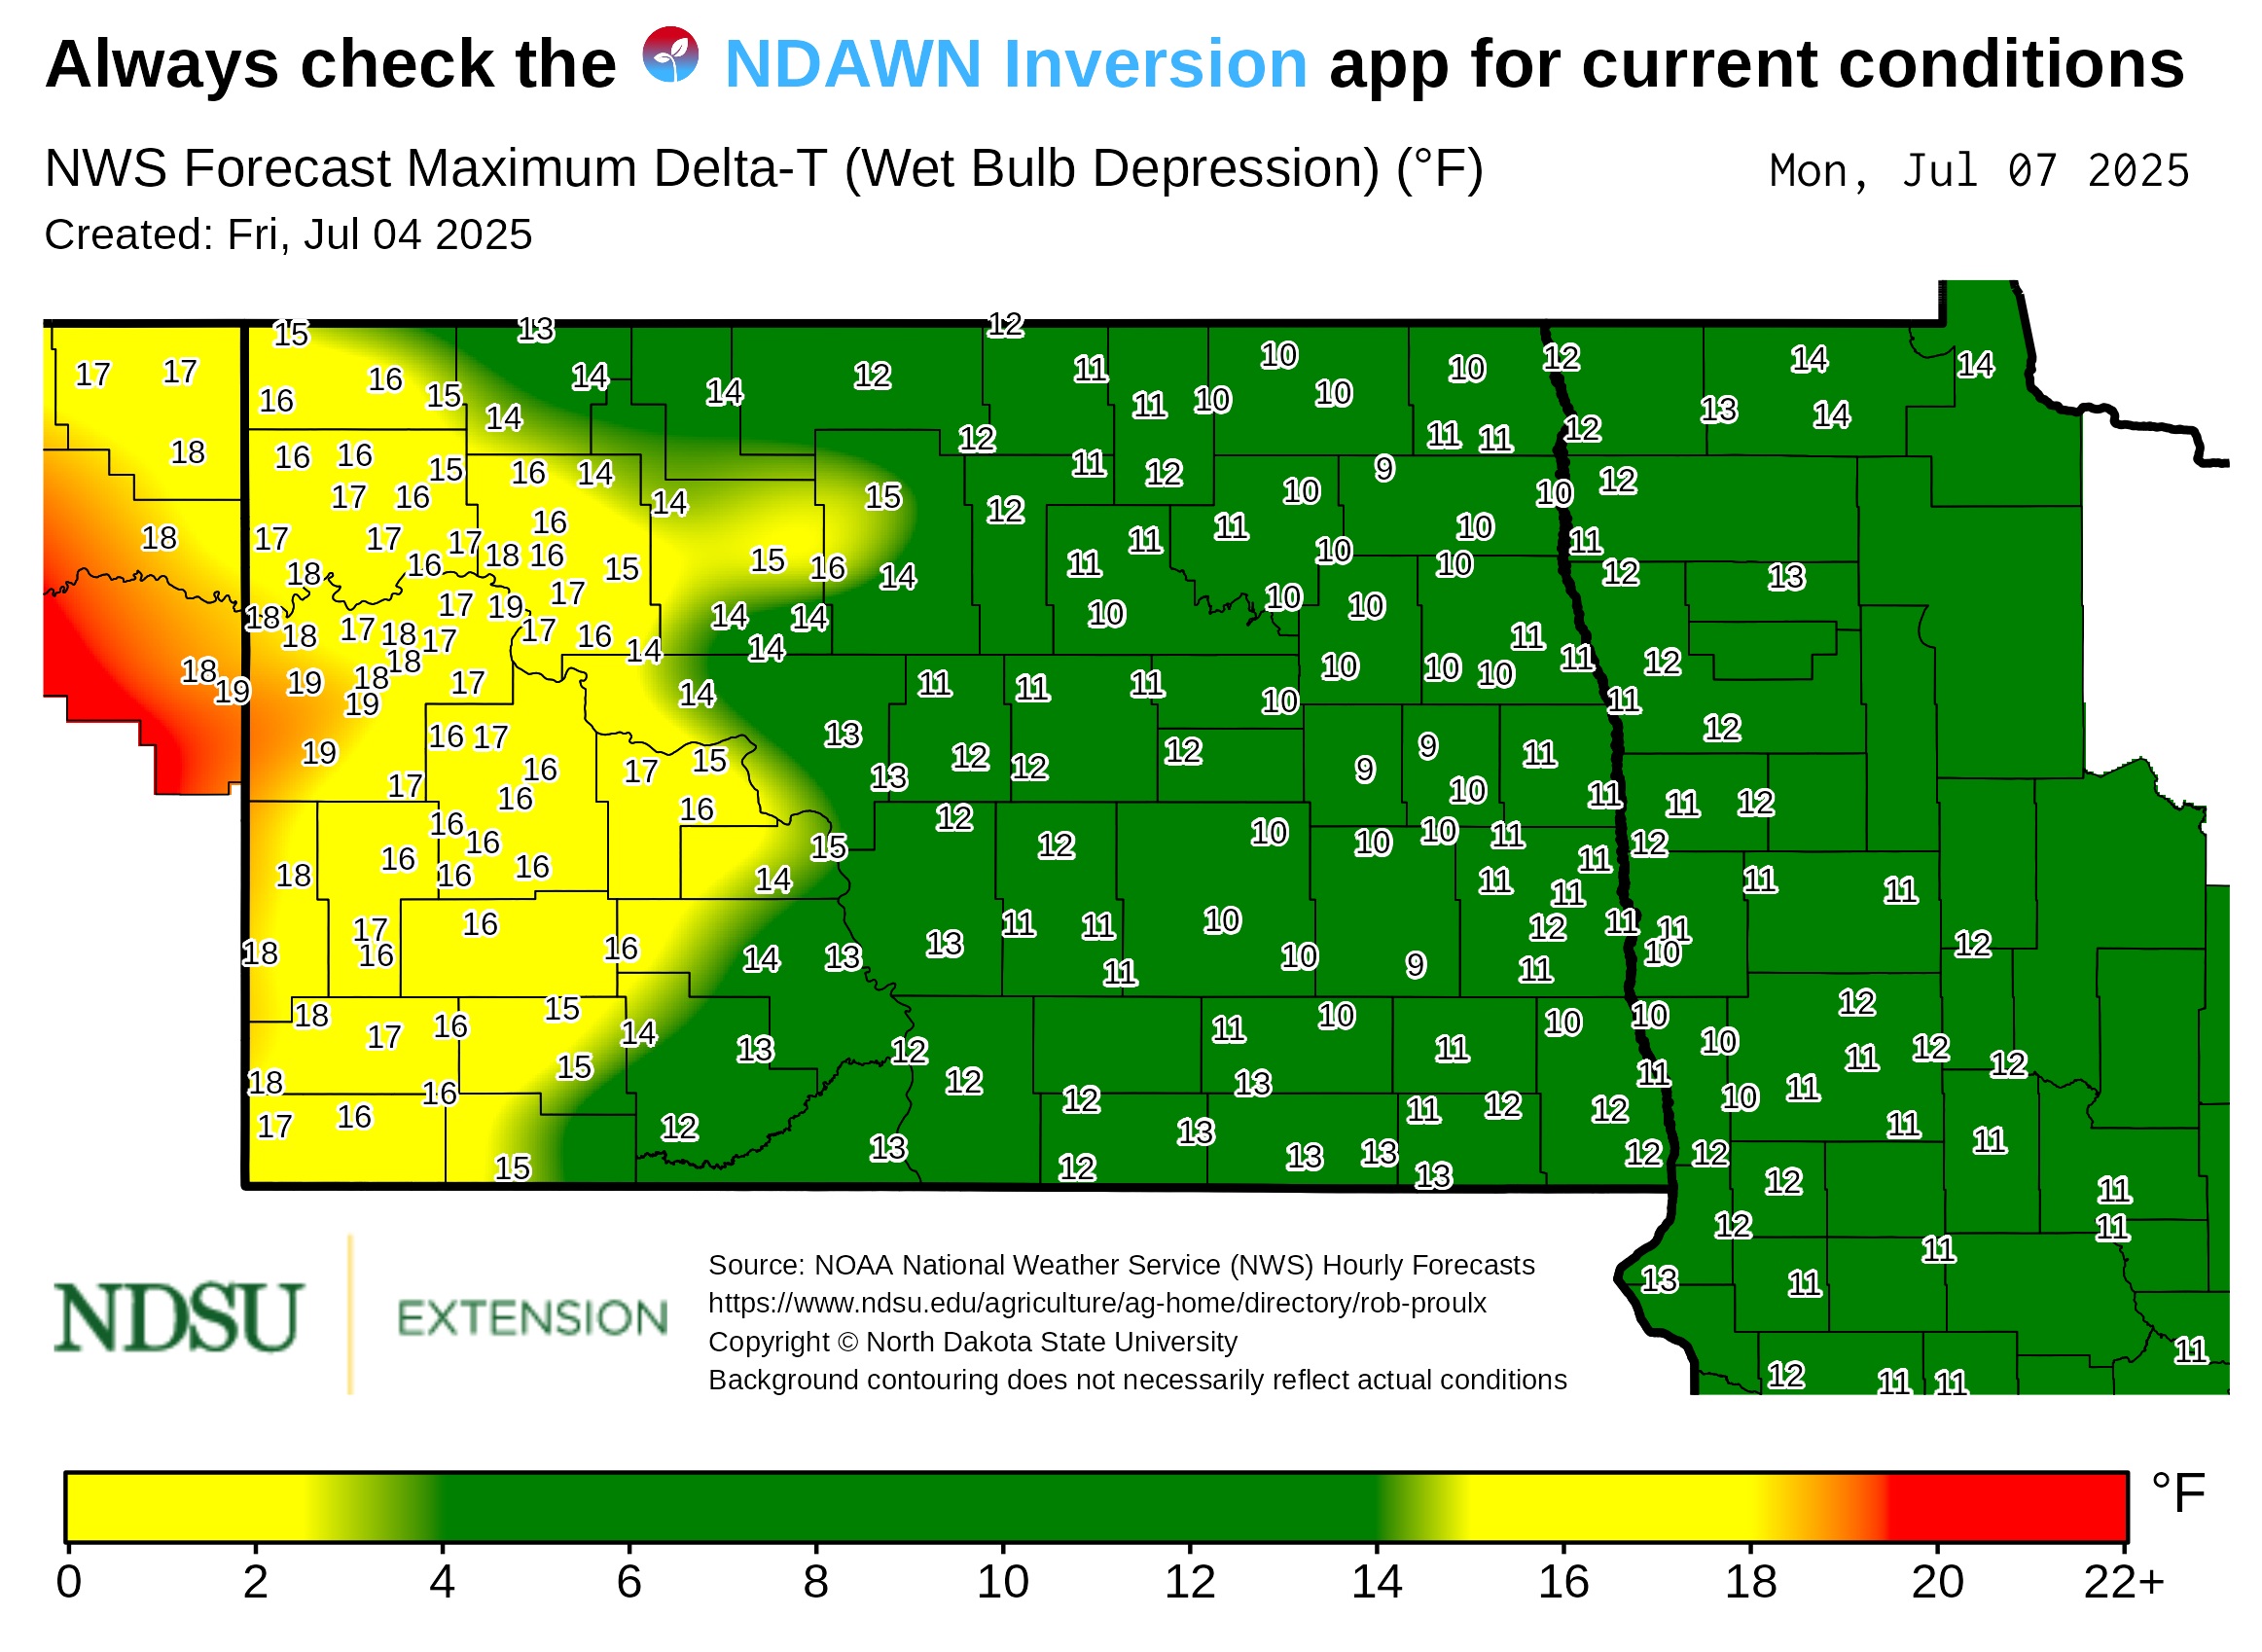 Always check the NDAWN Inversion app for current conditions
NWS Forecast Maximum Delta-T (Wet Bulb Depression) (°F)
Mon, Jul 07 2025
Created: Fri, Jul 04 2025
15 13 12
17 17 16 14 12 11 10 10 12 14 14
16 15 14 14 11 10 10 13 14
18 16 16 15 16 14 12 11 12 11 11 9 12
17 16 14 15 12 10 10 12
18 17 17 17 16 18 16 11 11 10 11
18 16 15 15 16 14 11 10 10 12 13
18 17 19 17 14 14 10 10 10
18 17 18 17 17 16 14 14 11 11 12
18 19 19 18 18 19 17 14 11 11 11 10 10 10 10 11
19 16 17 13 12 12 12 9 11 12
17 16 16 17 15 16 13 9 10 11 11 12
16 16 15 12 12 10 10 10 11 12
18 16 16 16 14 11 11 11 11 11
18 17 16 16 16 14 13 13 11 11 11 10 10 9 12 11 11 11 10 12
18 17 16 15 14 13 12 11 10 11 10 10 10 12
18 16 15 12 12 13 11 12 11 10 11 11 12 12
17 16 15 12 13 12 13 13 13 13 12 12 12 11 11
12 12 11 11
13 11 11
12 11 11 11
NDSU EXTENSION
Source: NOAA National Weather Service (NWS) Hourly Forecasts
https://www.ndsu.edu/agriculture/ag-home/directory/rob-proulx
Copyright © North Dakota State University
Background contouring does not necessarily reflect actual conditions
°F
0 2 4 6 8 10 12 14 16 18 20 22+